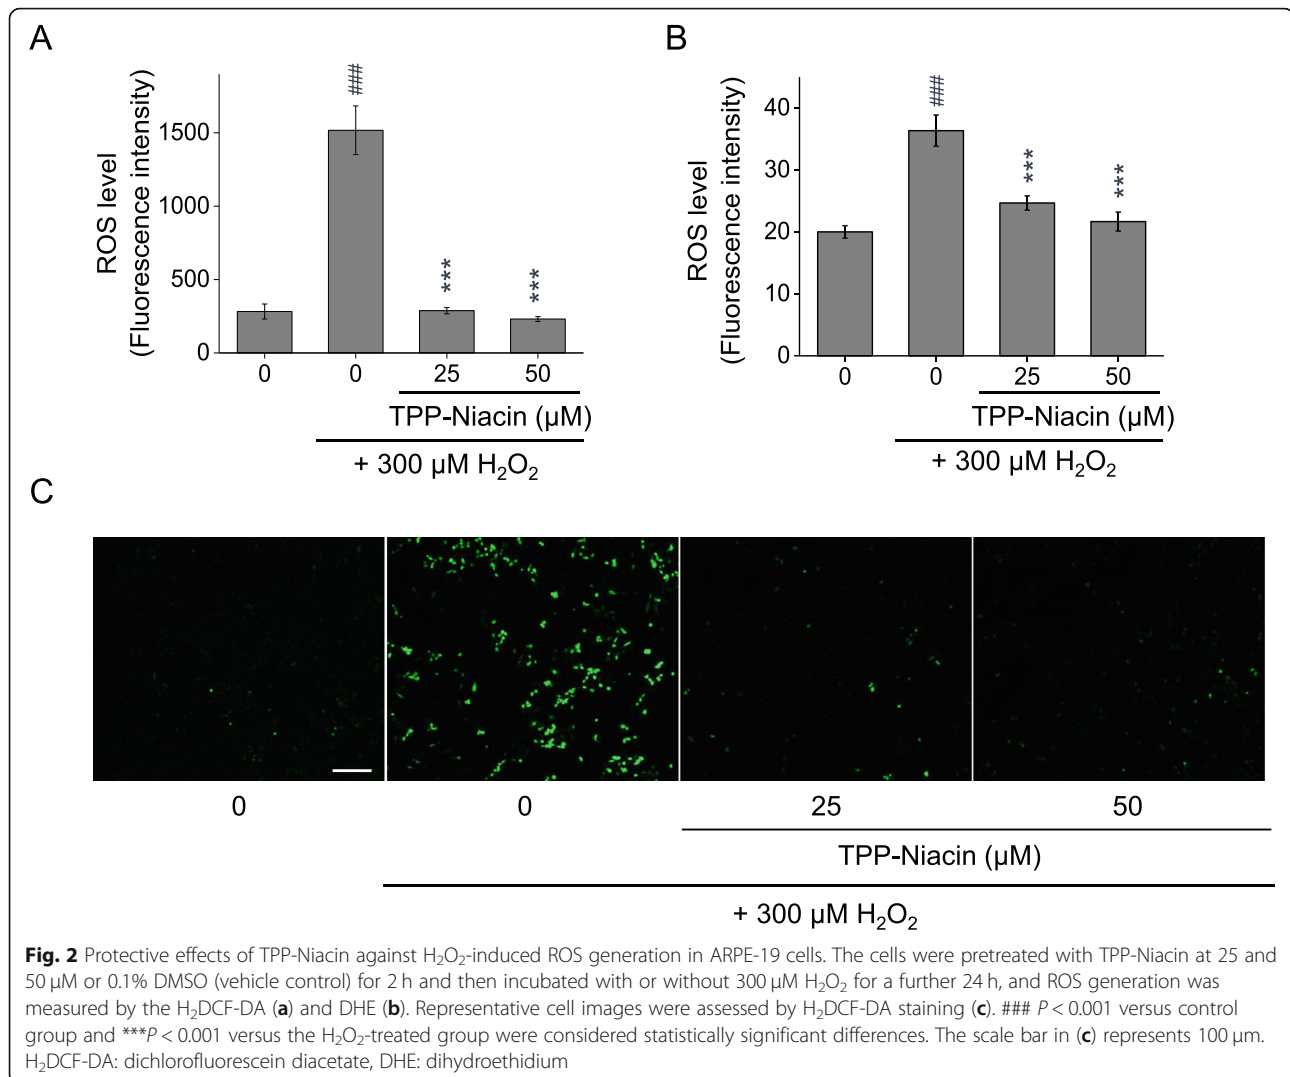 A
ROS level
(Fluorescence intensity)
1500
1000
500
0
###
***
***
0
0
25
50
TPP-Niacin (µM)
+ 300 µM H₂O₂
B
ROS level
(Fluorescence intensity)
40
30
20
10
0
###
***
***
0
0
25
50
TPP-Niacin (µM)
+ 300 µM H₂O₂
C
0
0
25
50
TPP-Niacin (µM)
+ 300 µM H₂O₂
Fig. 2 Protective effects of TPP-Niacin against H₂O₂-induced ROS generation in ARPE-19 cells. The cells were pretreated with TPP-Niacin at 25 and
50 µM or 0.1% DMSO (vehicle control) for 2 h and then incubated with or without 300 µM H₂O₂ for a further 24 h, and ROS generation was
measured by the H₂DCF-DA (a) and DHE (b). Representative cell images were assessed by H₂DCF-DA staining (c). ### P < 0.001 versus control
group and ***P < 0.001 versus the H₂O₂-treated group were considered statistically significant differences. The scale bar in (c) represents 100 µm.
H₂DCF-DA: dichlorofluorescein diacetate, DHE: dihydroethidium